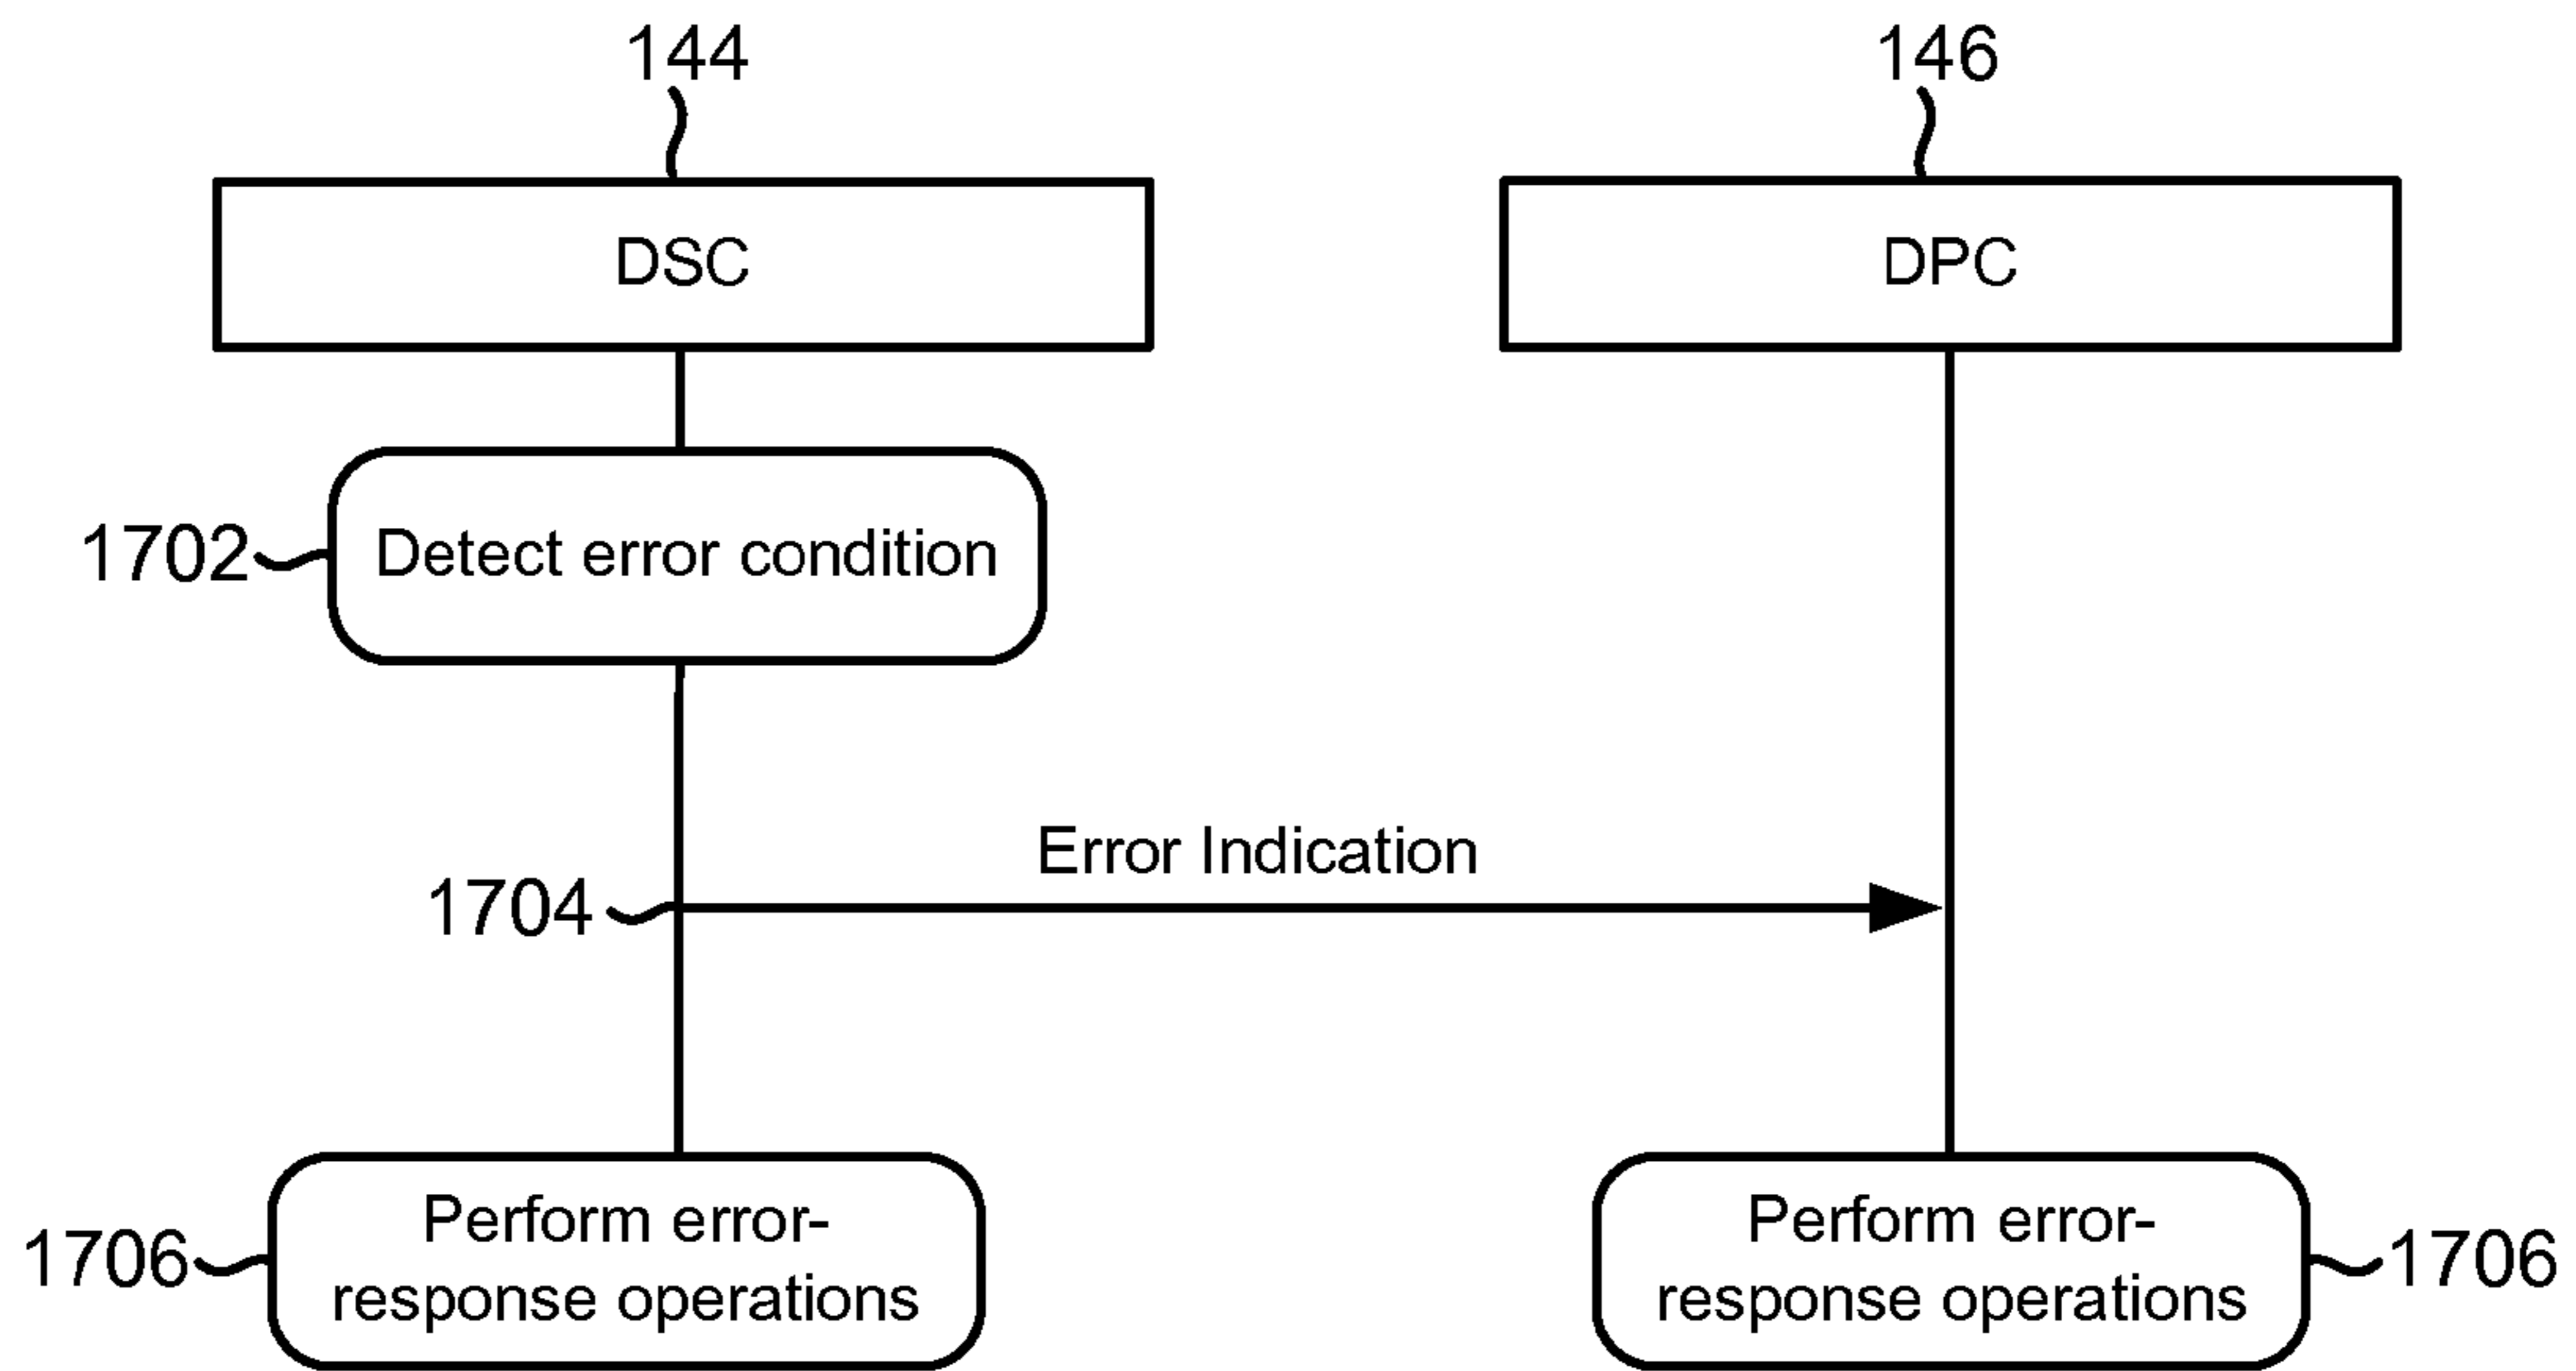 144
146
DSC
DPC
1702
Detect error condition
Error Indication
1704
Perform error-
response operations
1706
Perform error-
response operations
1706